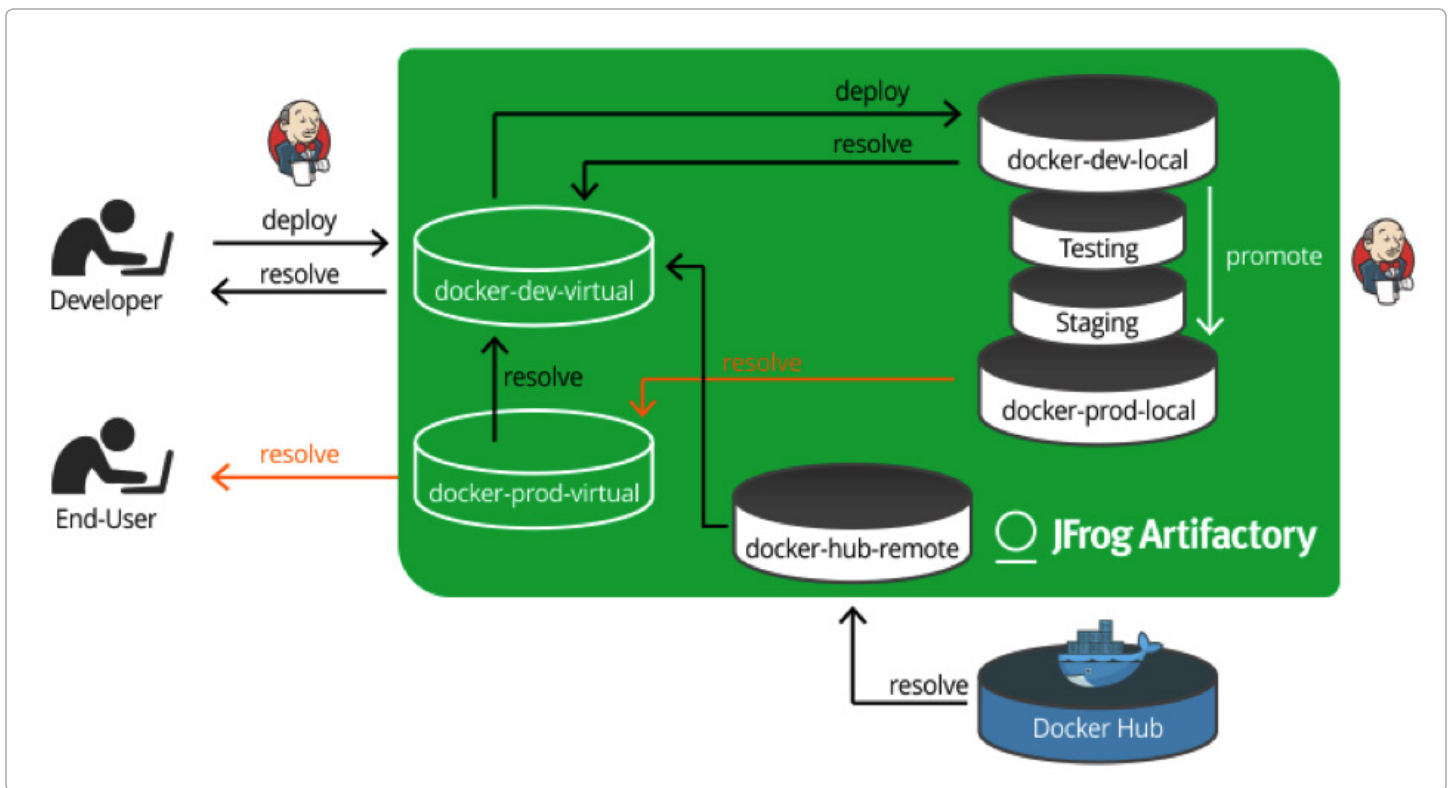 deploy
resolve
docker-dev-local
Testing
promote
Staging
docker-prod-local
deploy
resolve
Developer
docker-dev-virtual
resolve
resolve
resolve
End-User
docker-prod-virtual
docker-hub-remote
JFrog Artifactory
resolve
Docker Hub